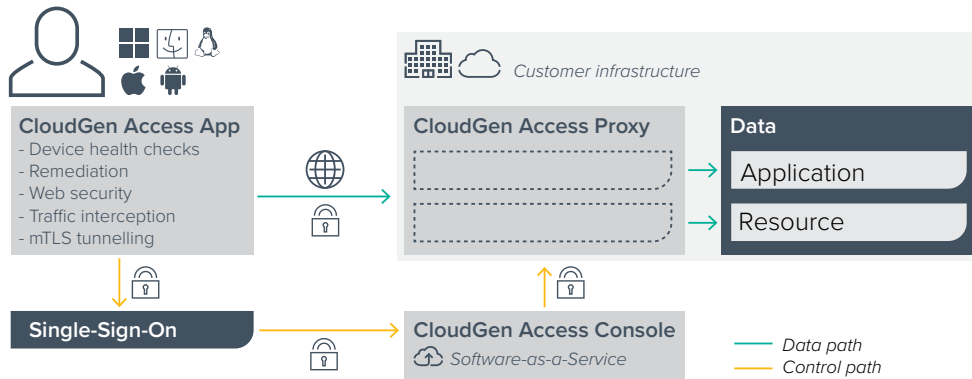 Customer infrastructure
CloudGen Access App
- Device health checks
- Remediation
- Web security
- Traffic interception
- mTLS tunnelling
CloudGen Access Proxy
Data
Application
Resource
Single-Sign-On
CloudGen Access Console
Software-as-a-Service
Data path
Control path